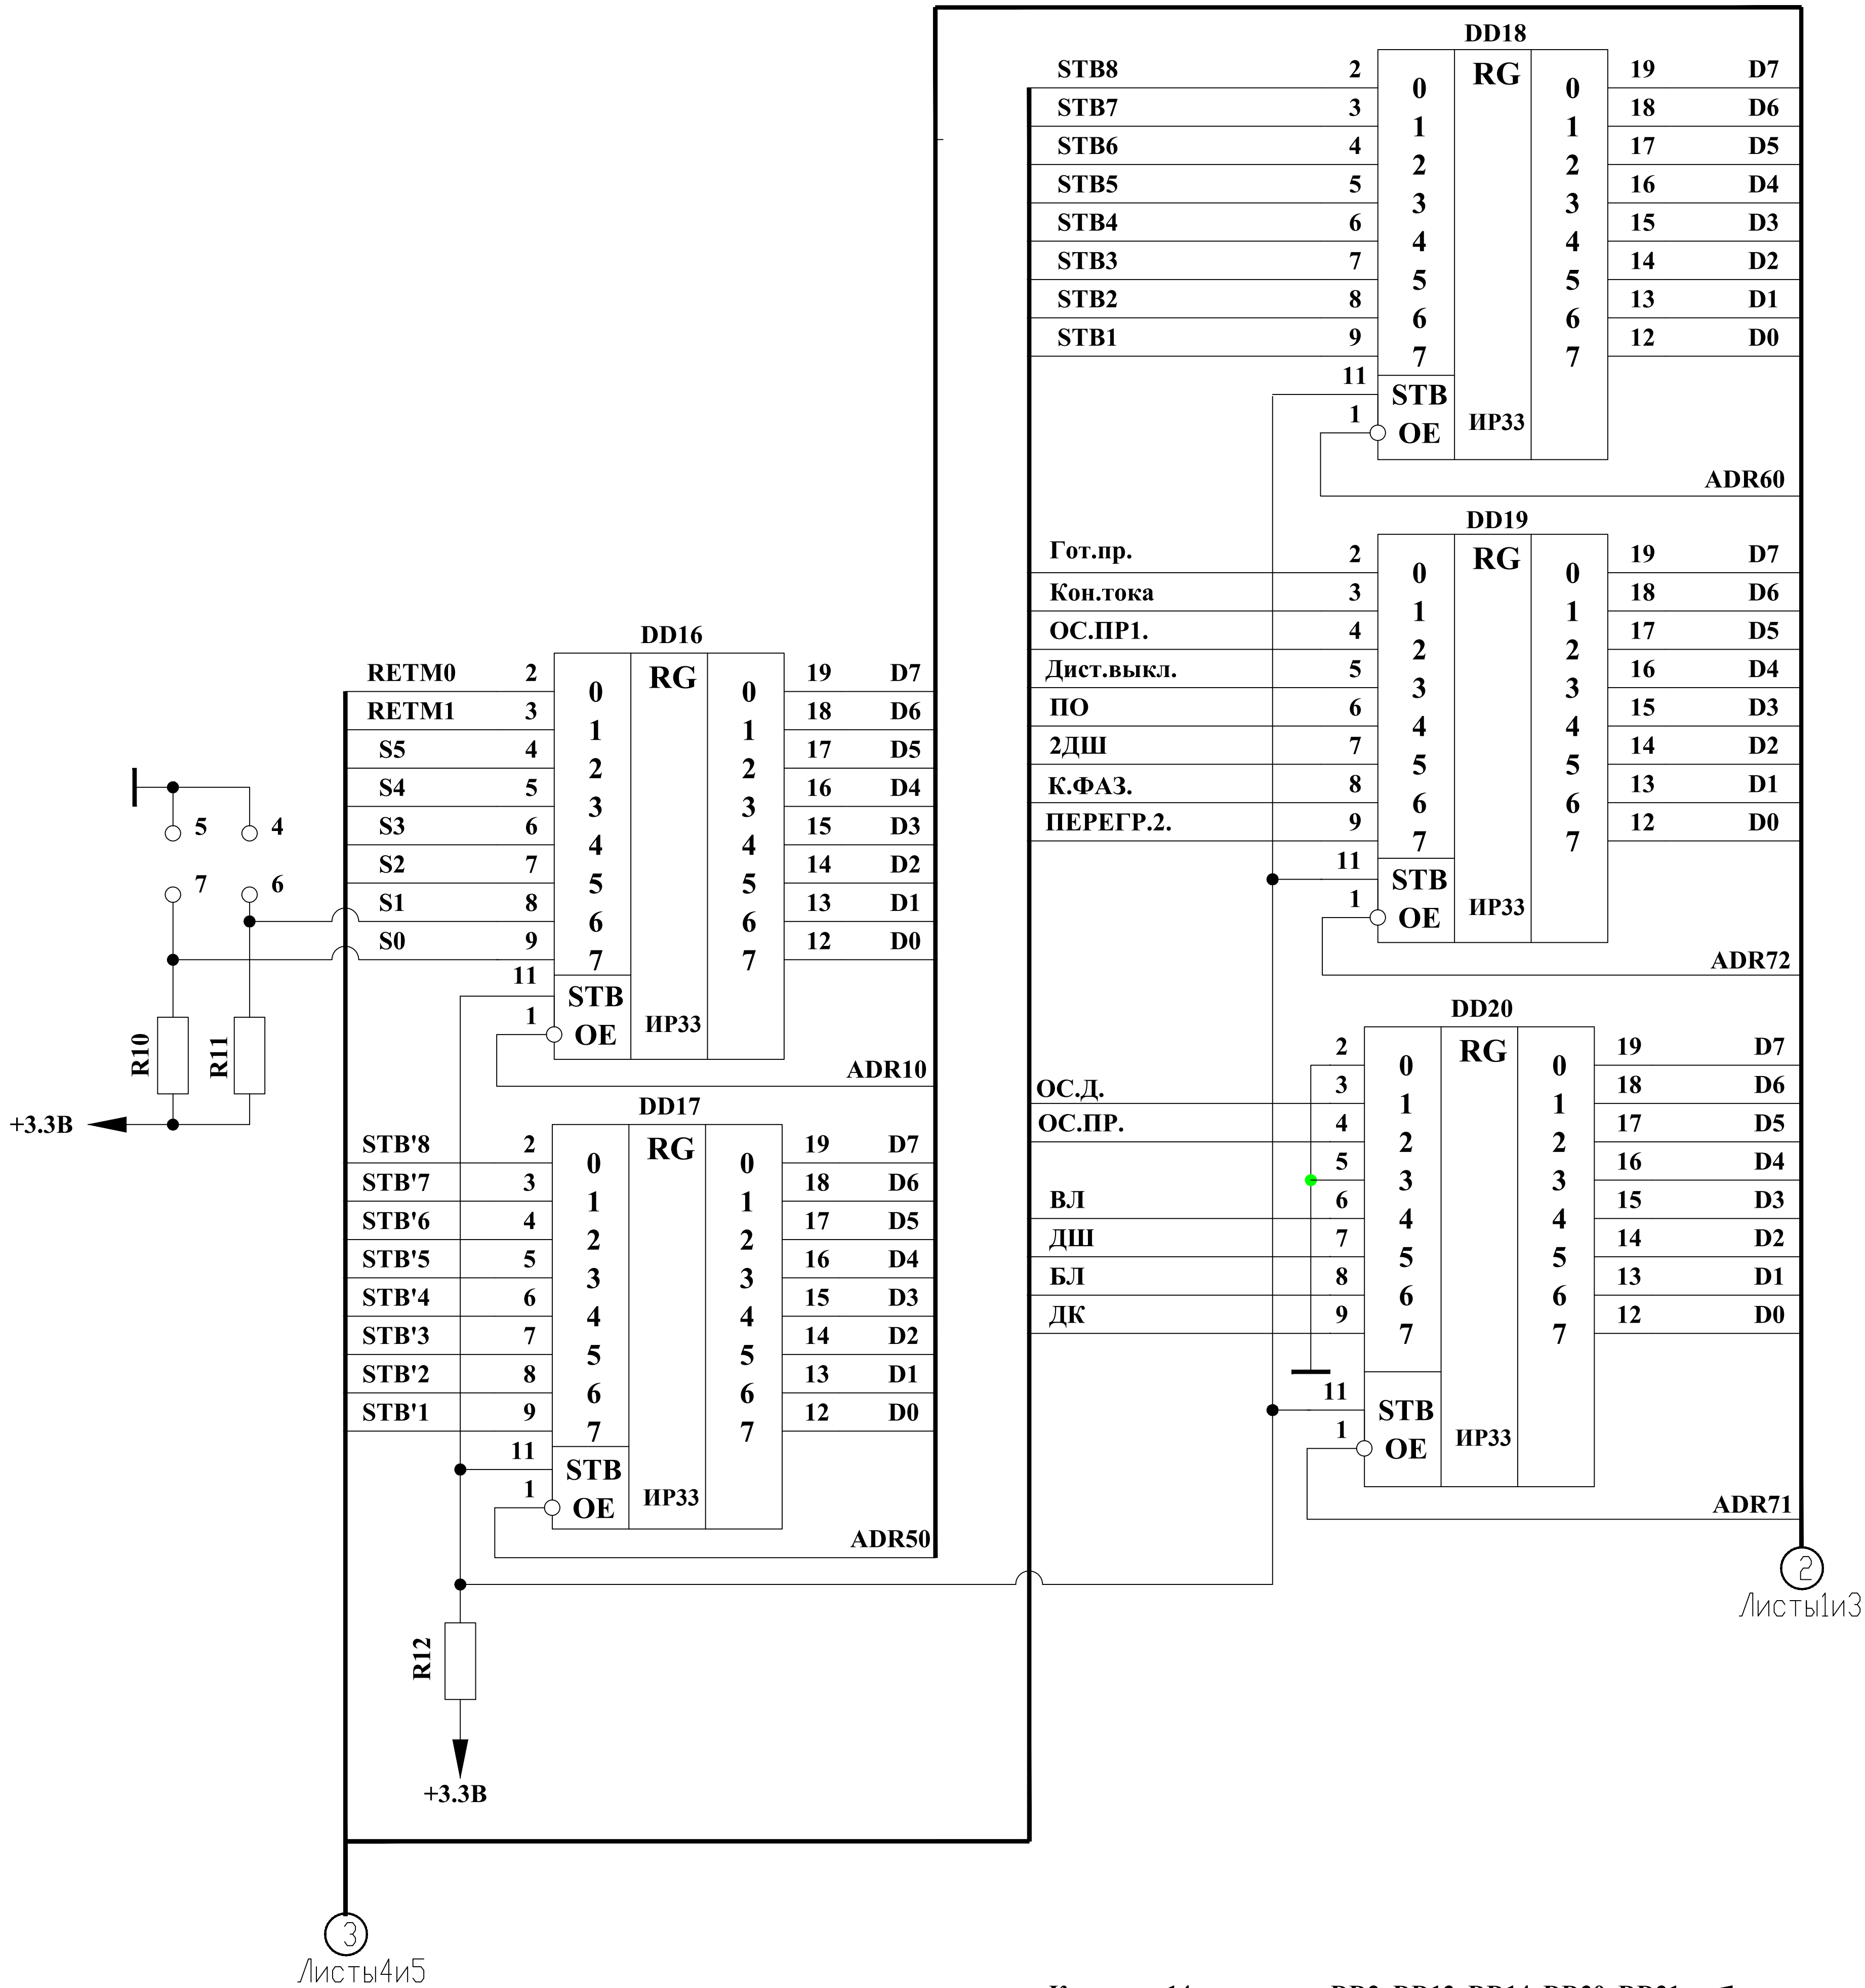 DD18
RG
STB8 2 0 0 19 D7
STB7 3 1 1 18 D6
STB6 4 2 2 17 D5
STB5 5 3 3 16 D4
STB4 6 4 4 15 D3
STB3 7 5 5 14 D2
STB2 8 6 6 13 D1
STB1 9 7 7 12 D0
11 STB
1 OE ИР33
ADR60
DD19
RG
Гот.пр. 2 0 0 19 D7
Кон.тока 3 1 1 18 D6
ОС.ПР1. 4 2 2 17 D5
Дист.выкл. 5 3 3 16 D4
ПО 6 4 4 15 D3
2ДШ 7 5 5 14 D2
К.ФАЗ. 8 6 6 13 D1
ПЕРЕГР.2. 9 7 7 12 D0
11 STB
1 OE ИР33
ADR72
DD16
RG
RETM0 2 0 0 19 D7
RETM1 3 1 1 18 D6
S5 4 2 2 17 D5
S4 5 3 3 16 D4
S3 6 4 4 15 D3
S2 7 5 5 14 D2
S1 8 6 6 13 D1
S0 9 7 7 12 D0
11 STB
1 OE ИР33
ADR10
5 4
7 6
R10 R11
+3.3В
DD17
RG
STB'8 2 0 0 19 D7
STB'7 3 1 1 18 D6
STB'6 4 2 2 17 D5
STB'5 5 3 3 16 D4
STB'4 6 4 4 15 D3
STB'3 7 5 5 14 D2
STB'2 8 6 6 13 D1
STB'1 9 7 7 12 D0
11 STB
1 OE ИР33
ADR50
DD20
RG
2 0 0 19 D7
ОС.Д. 3 1 1 18 D6
ОС.ПР. 4 2 2 17 D5
5 3 3 16 D4
ВЛ 6 4 4 15 D3
ДШ 7 5 5 14 D2
БЛ 8 6 6 13 D1
ДК 9 7 7 12 D0
11 STB
1 OE ИР33
ADR71
2
Листы1и3
R12
+3.3В
3
Листы4и5